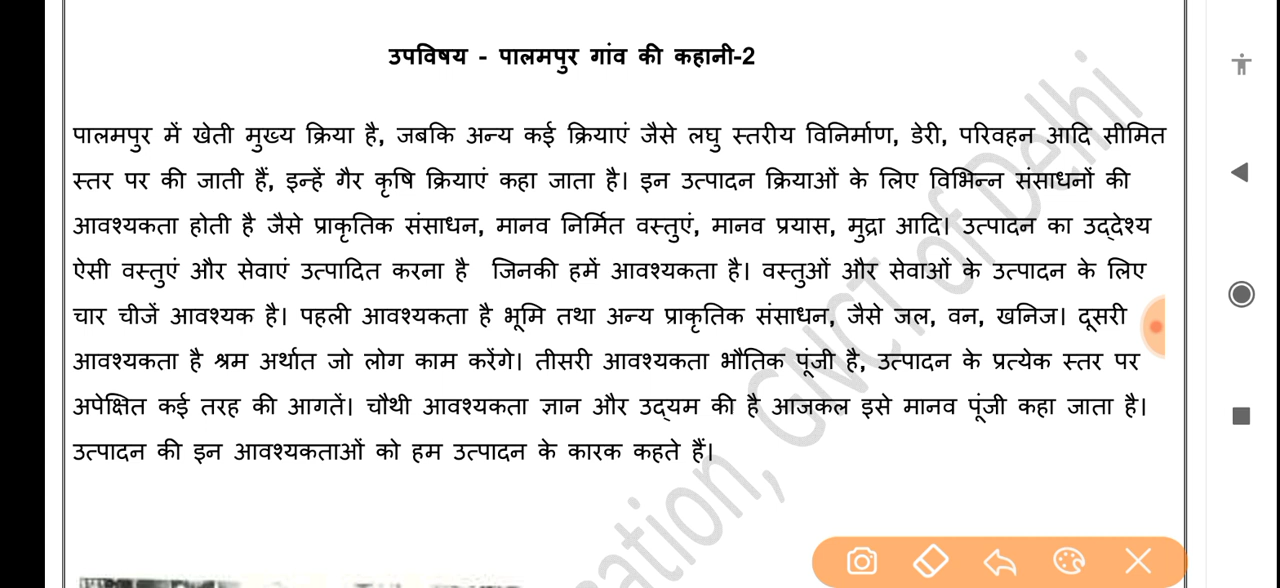 उपविषय - पालमपुर गांव की कहानी-2
पालमपुर में खेती मुख्य क्रिया है, जबकि अन्य कई क्रियाएं जैसे लघु स्तरीय विनिर्माण, डेरी, परिवहन आदि सीमित
स्तर पर की जाती हैं, इन्हें गैर कृषि क्रियाएं कहा जाता है। इन उत्पादन क्रियाओं के लिए विभिन्न संसाधनों की
आवश्यकता होती है जैसे प्राकृतिक संसाधन, मानव निर्मित वस्तुएं, मानव प्रयास, मुद्रा आदि। उत्पादन का उद्देश्य
ऐसी वस्तुएं और सेवाएं उत्पादित करना है जिनकी हमें आवश्यकता है। वस्तुओं और सेवाओं के उत्पादन के लिए
चार चीजें आवश्यक है। पहली आवश्यकता है भूमि तथा अन्य प्राकृतिक संसाधन, जैसे जल, वन, खनिज। दूसरी
आवश्यकता है श्रम अर्थात जो लोग काम करेंगे। तीसरी आवश्यकता भौतिक पूंजी है, उत्पादन के प्रत्येक स्तर पर
अपेक्षित कई तरह की आगतें। चौथी आवश्यकता ज्ञान और उद्यम की है आजकल इसे मानव पूंजी कहा जाता है।
उत्पादन की इन आवश्यकताओं को हम उत्पादन के कारक कहते हैं।
ation, GNCT of Delhi